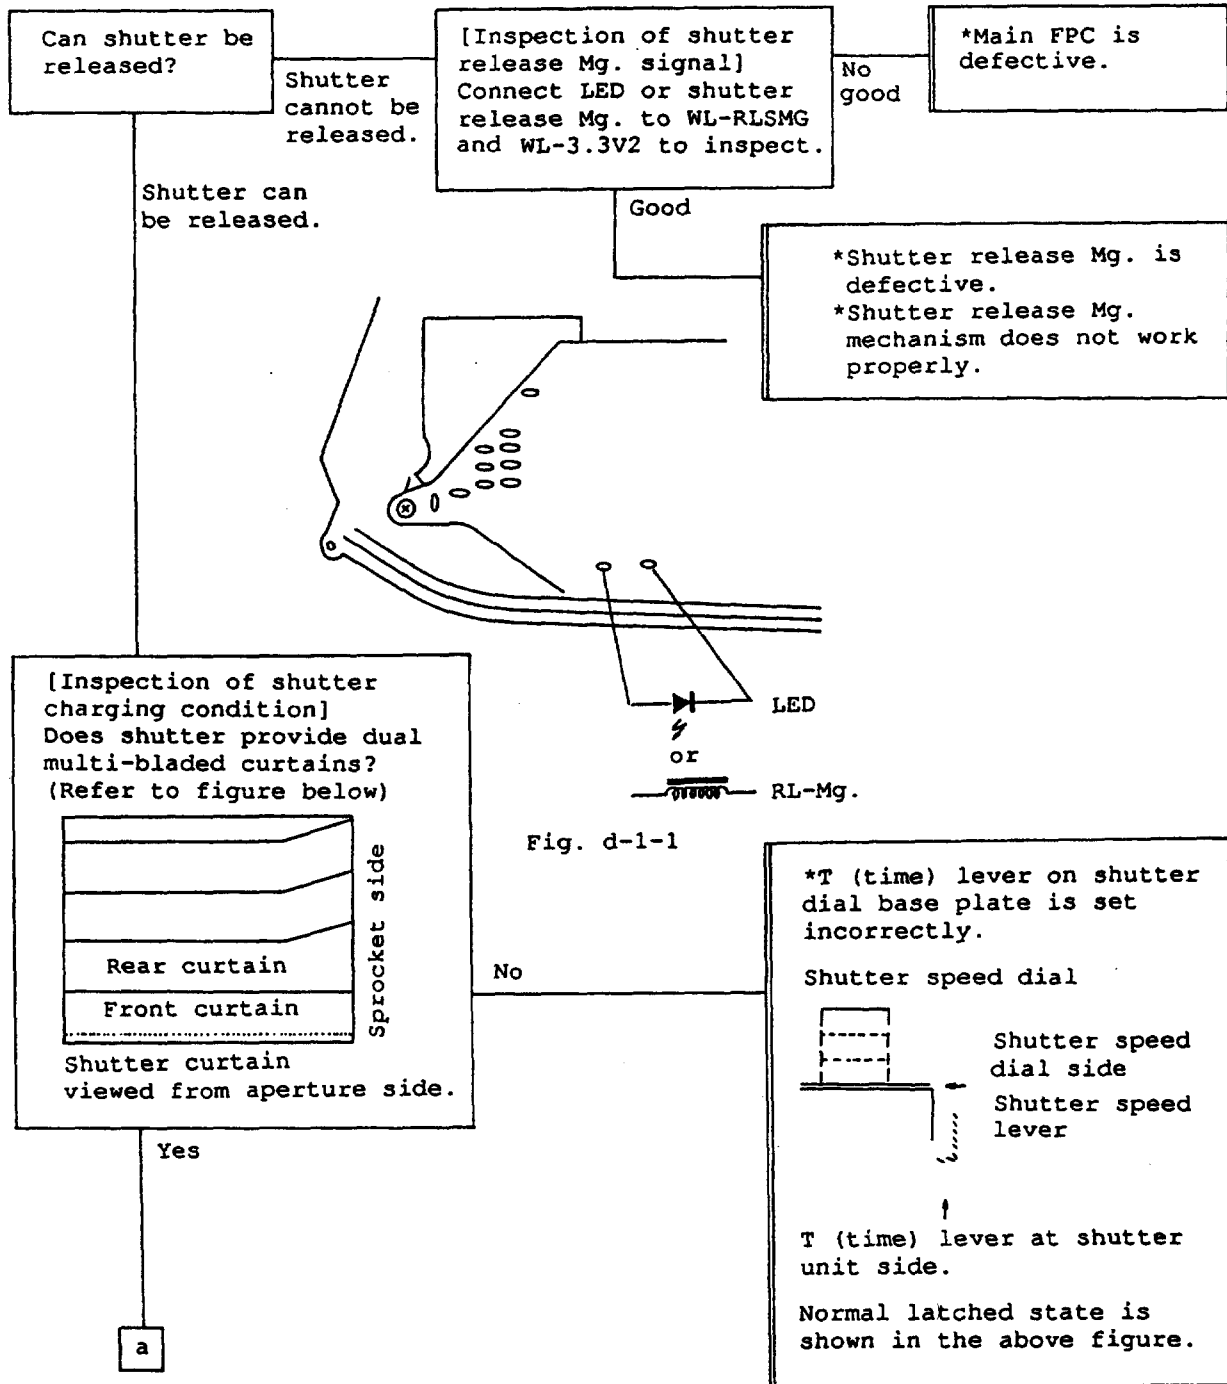 Can shutter be
released?
Shutter
cannot be
released.
[Inspection of shutter
release Mg. signal]
Connect LED or shutter
release Mg. to WL-RLSMG
and WL-3.3V2 to inspect.
No
good
*Main FPC is
defective.
Shutter can
be released.
Good
*Shutter release Mg. is
defective.
*Shutter release Mg.
mechanism does not work
properly.
LED
or
RL-Mg.
Fig. d-1-1
[Inspection of shutter
charging condition]
Does shutter provide dual
multi-bladed curtains?
(Refer to figure below)
Rear curtain
Front curtain
Sprocket side
Shutter curtain
viewed from aperture side.
No
*T (time) lever on shutter
dial base plate is set
incorrectly.
Shutter speed dial
Shutter speed
dial side
Shutter speed
lever
T (time) lever at shutter
unit side.
Normal latched state is
shown in the above figure.
Yes
a